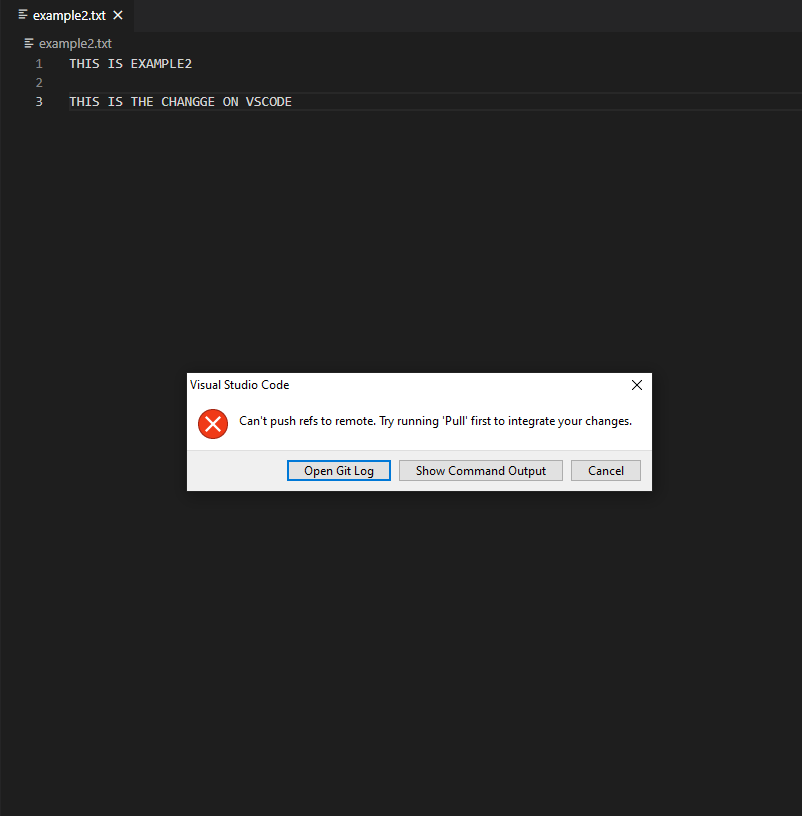 example2.txt
example2.txt
1 THIS IS EXAMPLE2
2
3 THIS IS THE CHANGGE ON VSCODE
Visual Studio Code
Can't push refs to remote. Try running 'Pull' first to integrate your changes.
Open Git Log Show Command Output Cancel